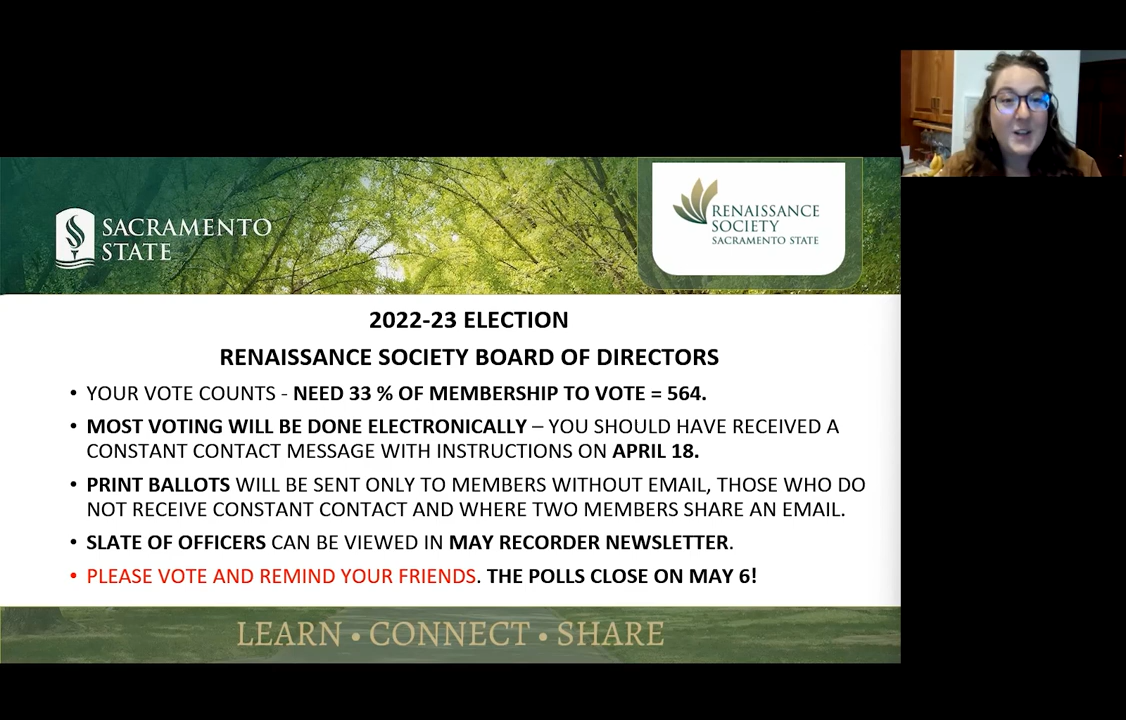 SACRAMENTO
STATE
RENAISSANCE
SOCIETY
SACRAMENTO STATE
2022-23 ELECTION
RENAISSANCE SOCIETY BOARD OF DIRECTORS
• YOUR VOTE COUNTS - NEED 33 % OF MEMBERSHIP TO VOTE = 564.
• MOST VOTING WILL BE DONE ELECTRONICALLY – YOU SHOULD HAVE RECEIVED A
CONSTANT CONTACT MESSAGE WITH INSTRUCTIONS ON APRIL 18.
• PRINT BALLOTS WILL BE SENT ONLY TO MEMBERS WITHOUT EMAIL, THOSE WHO DO
NOT RECEIVE CONSTANT CONTACT AND WHERE TWO MEMBERS SHARE AN EMAIL.
• SLATE OF OFFICERS CAN BE VIEWED IN MAY RECORDER NEWSLETTER.
• PLEASE VOTE AND REMIND YOUR FRIENDS. THE POLLS CLOSE ON MAY 6!
LEARN • CONNECT • SHARE